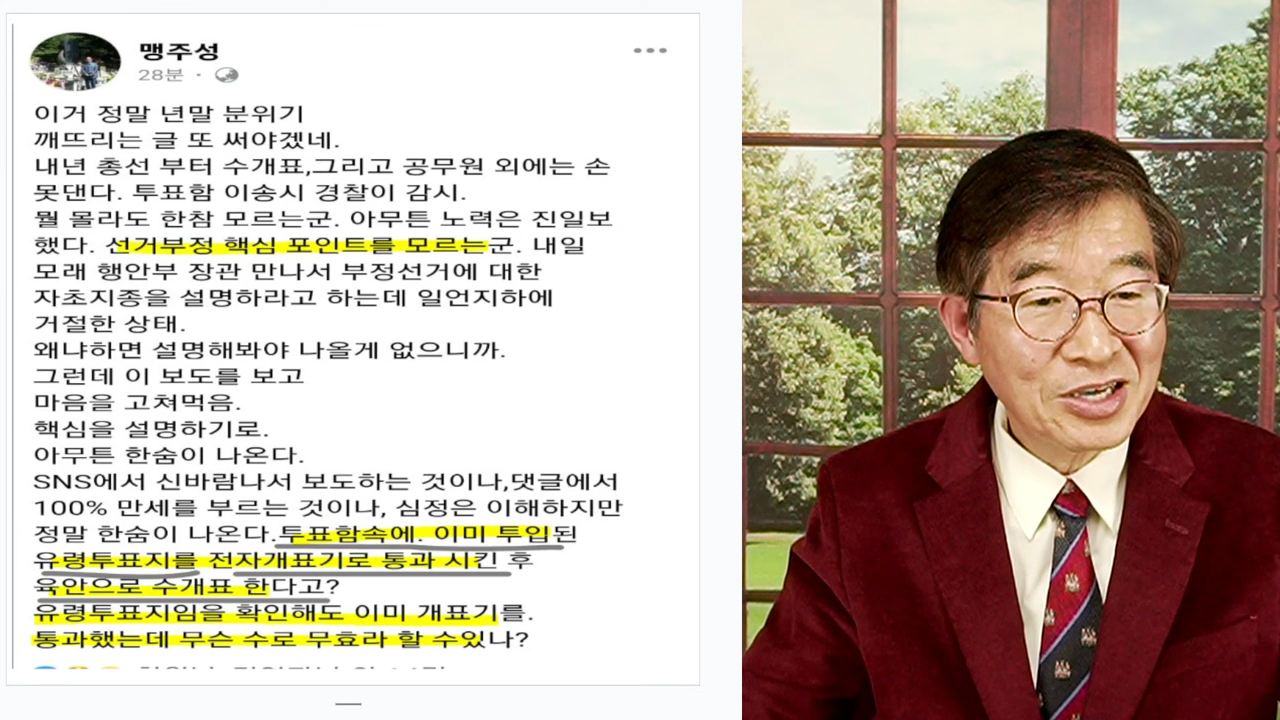 맹주성
28분 ·
이거 정말 년말 분위기
깨뜨리는 글 또 써야겠네.
내년 총선 부터 수개표,그리고 공무원 외에는 손
못댄다. 투표함 이송시 경찰이 감시.
뭘 몰라도 한참 모르는군. 아무튼 노력은 진일보
했다. 선거부정 핵심 포인트를 모르는군. 내일
모래 행안부 장관 만나서 부정선거에 대한
자초지종을 설명하라고 하는데 일언지하에
거절한 상태.
왜냐하면 설명해봐야 나올게 없으니까.
그런데 이 보도를 보고
마음을 고쳐먹음.
핵심을 설명하기로.
아무튼 한숨이 나온다.
SNS에서 신바람나서 보도하는 것이나,댓글에서
100% 만세를 부르는 것이나, 심정은 이해하지만
정말 한숨이 나온다.투표함속에. 이미 투입된
유령투표지를 전자개표기로 통과 시킨 후
육안으로 수개표 한다고?
유령투표지임을 확인해도 이미 개표기를.
통과했는데 무슨 수로 무효라 할 수있나?